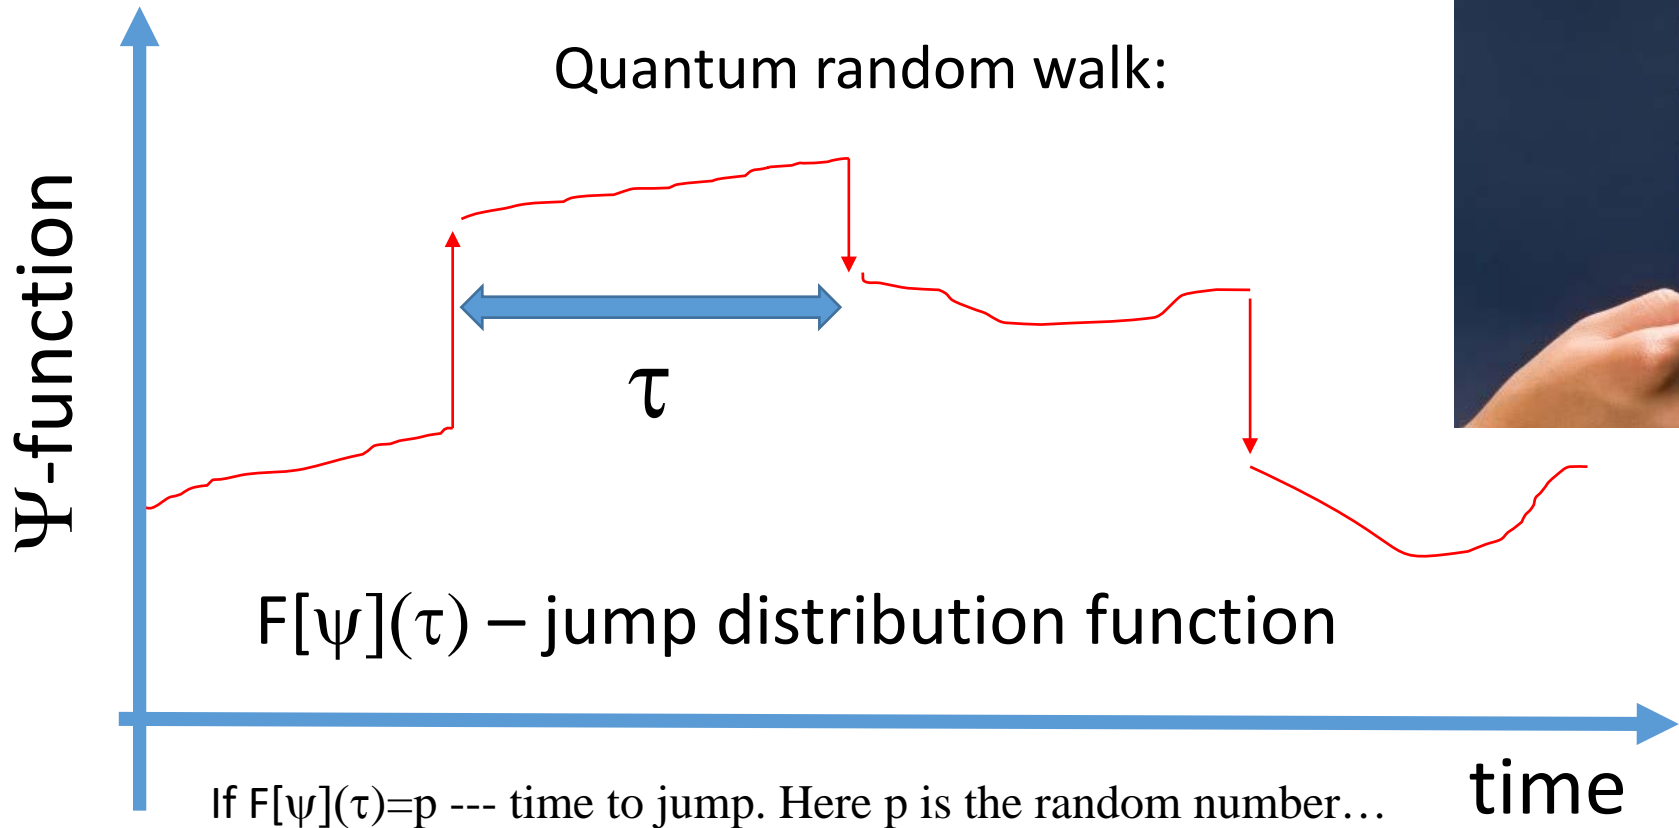 Quantum random walk:
Ψ-function
τ
F[ψ](τ) – jump distribution function
time
If F[ψ](τ)=p --- time to jump. Here p is the random number…